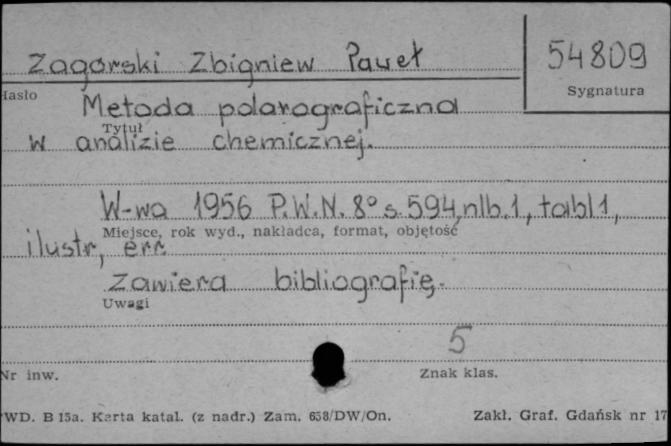 Zagórski Zbigniew Paweł
54809
Hasło
Sygnatura
Metoda polarograficzna
Tytuł
w analizie chemicznej.
W-wa 1956 P.W.N. 8° s. 594, nlb. 1, tabl 1,
Miejsce, rok wyd., nakładca, format, objętość
ilustr, err.
Zawiera bibliografię.
Uwagi
5
Nr inw.
Znak klas.
PWD. B 15a. Karta katal. (z nadr.) Zam. 658/DW/On. Zakł. Graf. Gdańsk nr 17